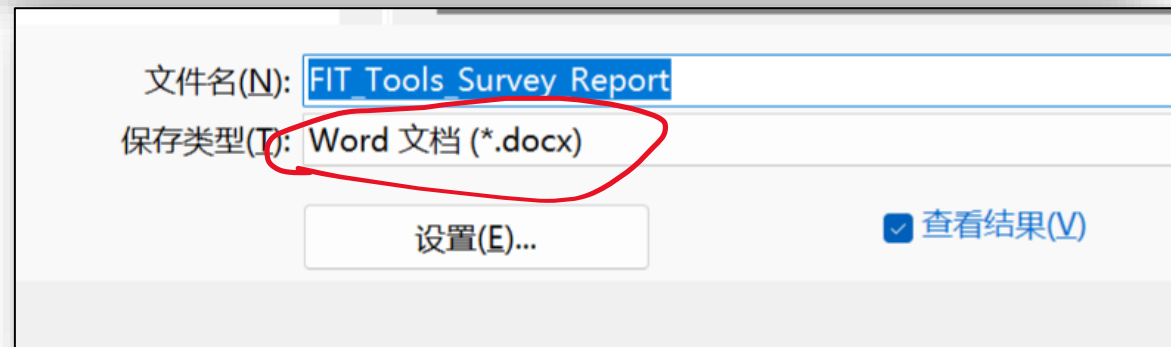 文件名(N): FIT_Tools_Survey_Report
保存类型(T): Word 文档 (*.docx)
设置(E)... 查看结果(V)